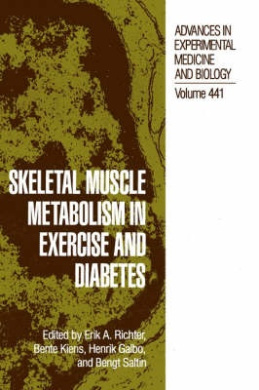 ADVANCES IN
EXPERIMENTAL
MEDICINE
AND BIOLOGY
Volume 441
SKELETAL MUSCLE
METABOLISM IN
EXERCISE AND
DIABETES
Edited by Erik A. Richter,
Bente Kiens, Henrik Galbo,
and Bengt Saltin